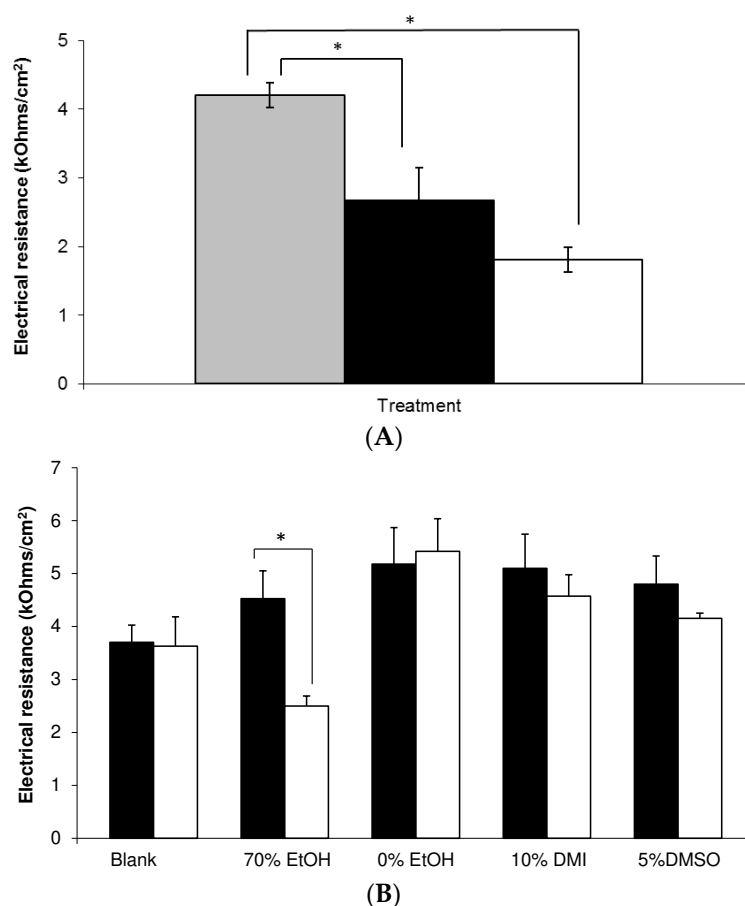 *
*
Electrical resistance (kOhms/cm²)
5
4
3
2
1
0
Treatment
(A)
Electrical resistance (kOhms/cm²)
7
6
5
4
3
2
1
0
*
Blank
70% EtOH
0% EtOH
10% DMI
5%DMSO
(B)